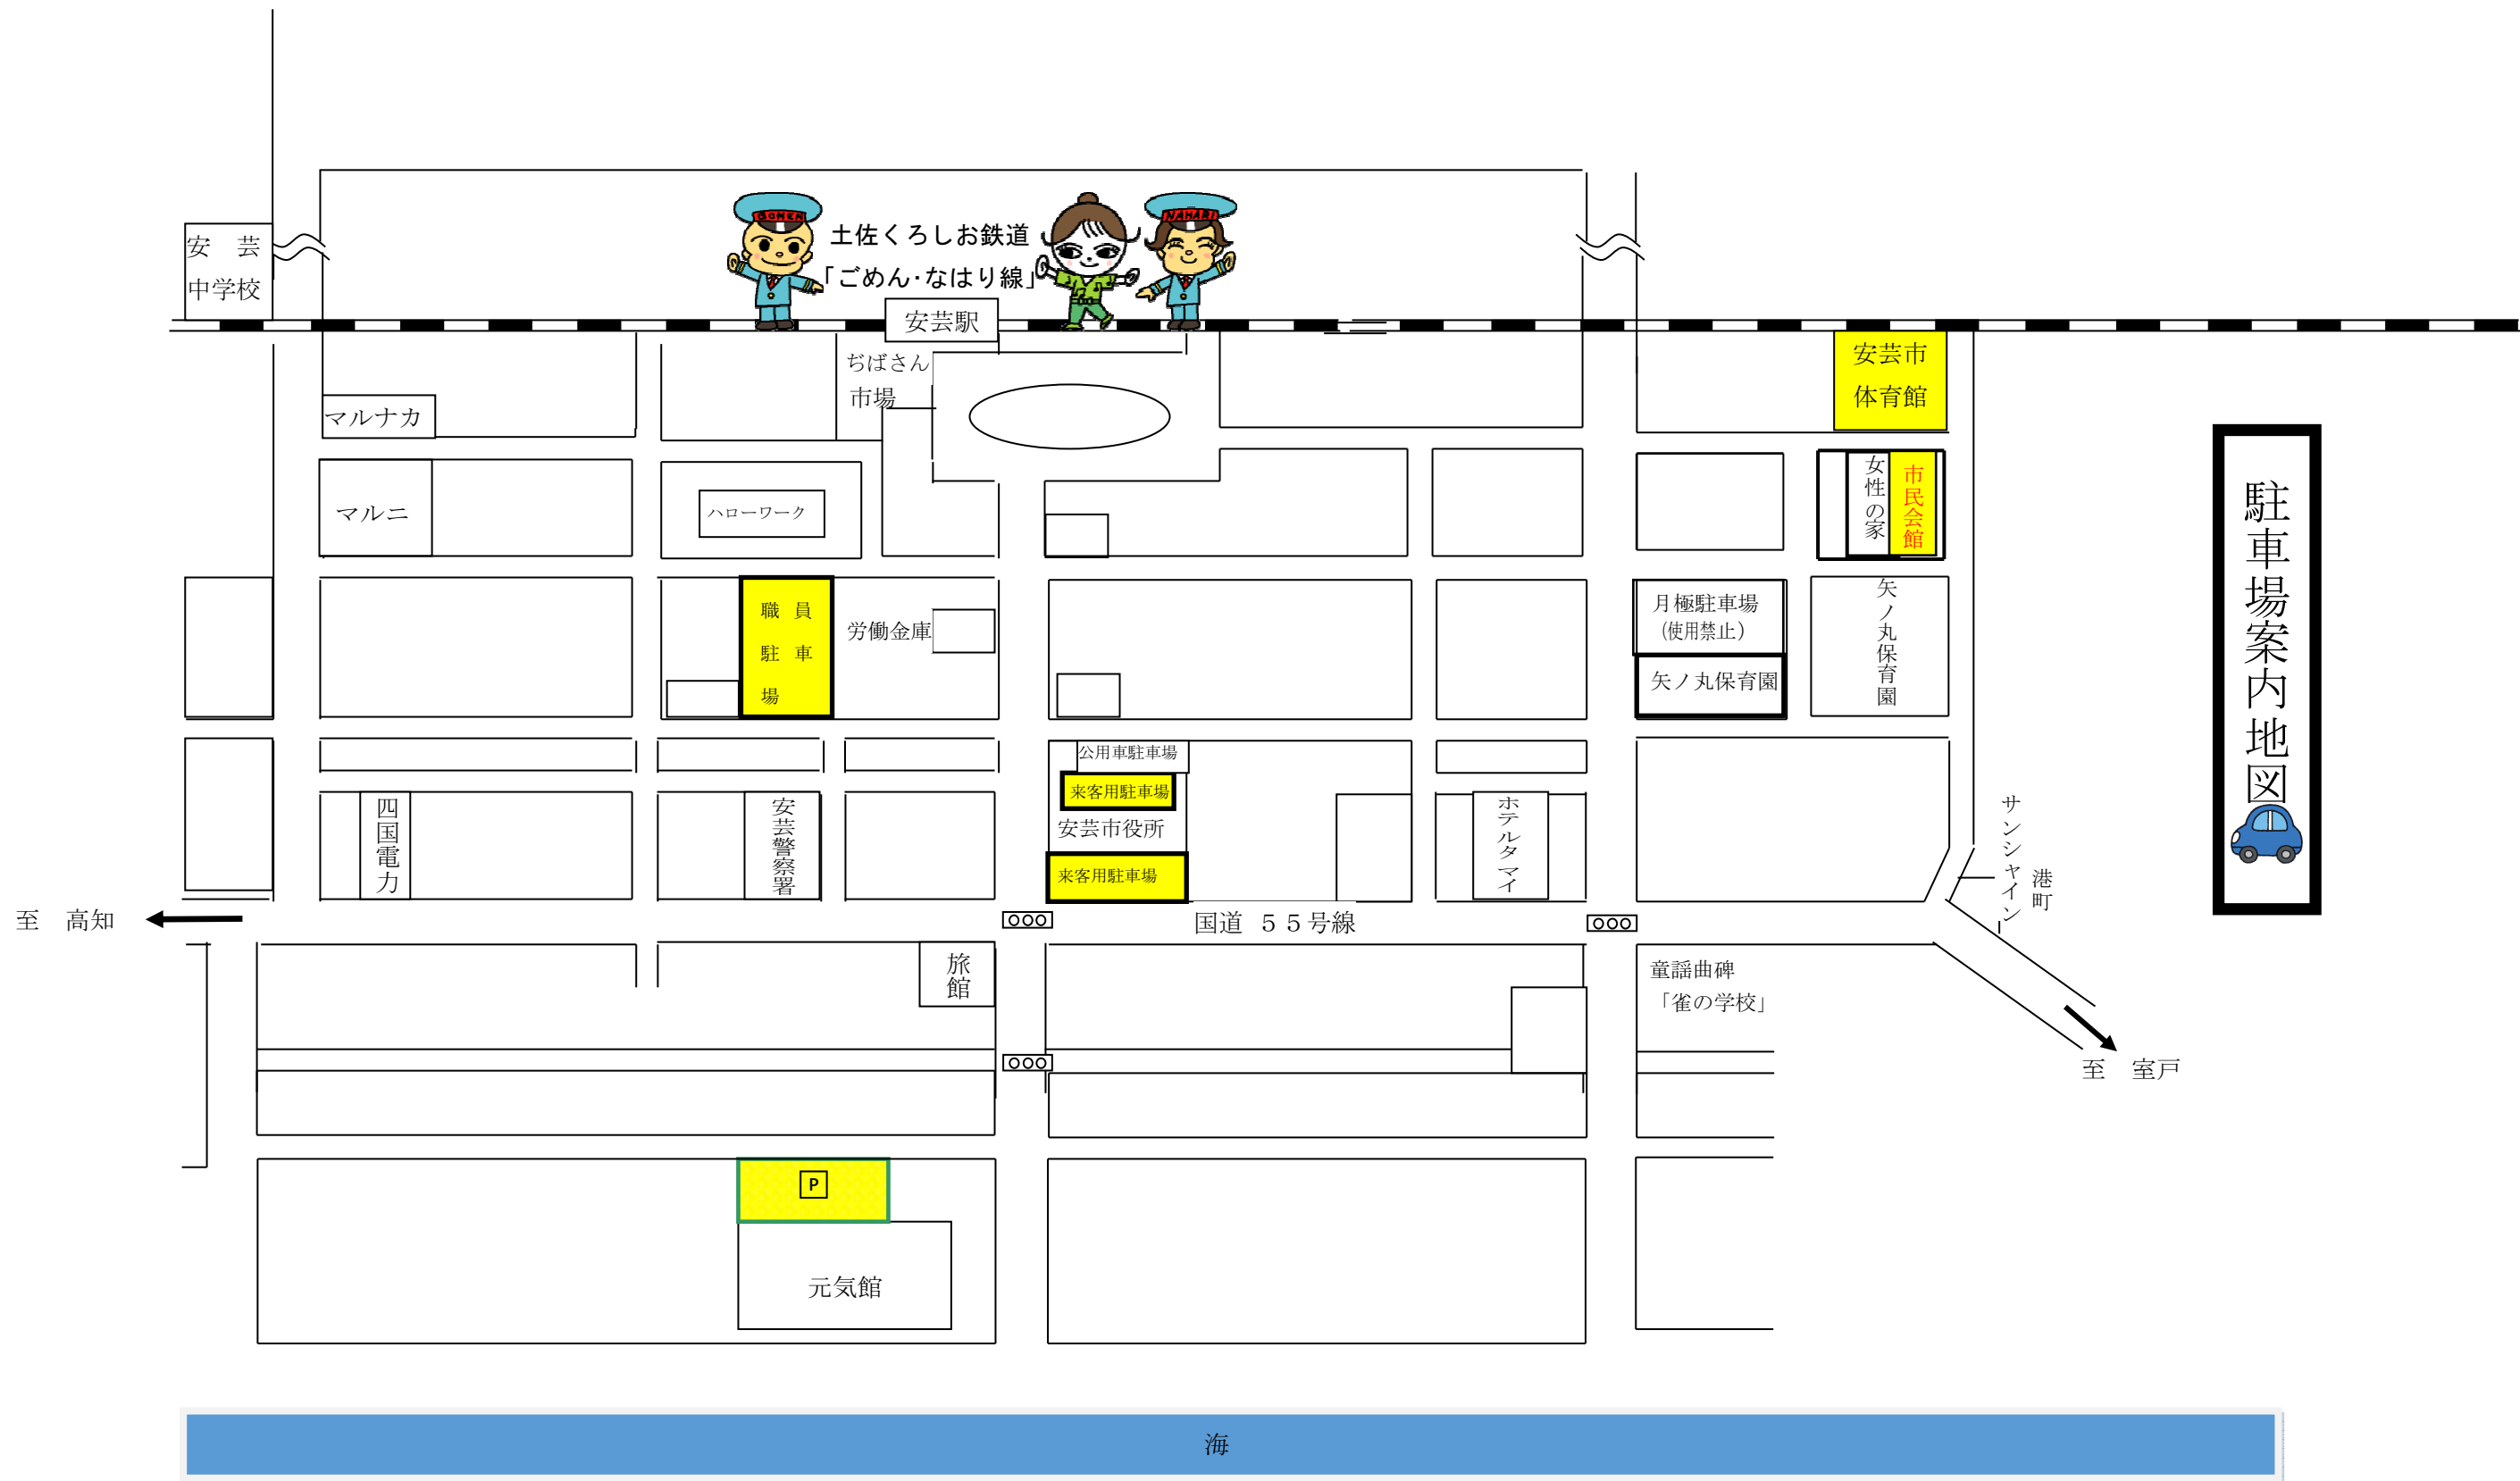 GOMEN
NAHARI
土佐くろしお鉄道
「ごめん・なはり線」
安　芸
中学校
安芸駅
ぢばさん
市場
安芸市
体育館
マルナカ
マルニ
ハローワーク
女性の家
市民会館
駐車場案内地図
職　員
駐　車
場
労働金庫
月極駐車場
（使用禁止）
矢ノ丸保育園
矢ノ丸保育園
公用車駐車場
来客用駐車場
安芸市役所
来客用駐車場
四国電力
安芸警察署
ホテルタマイ
サンシャイン
港町
至　高知
国道　５５号線
旅館
童謡曲碑
「雀の学校」
至　室戸
P
元気館
海